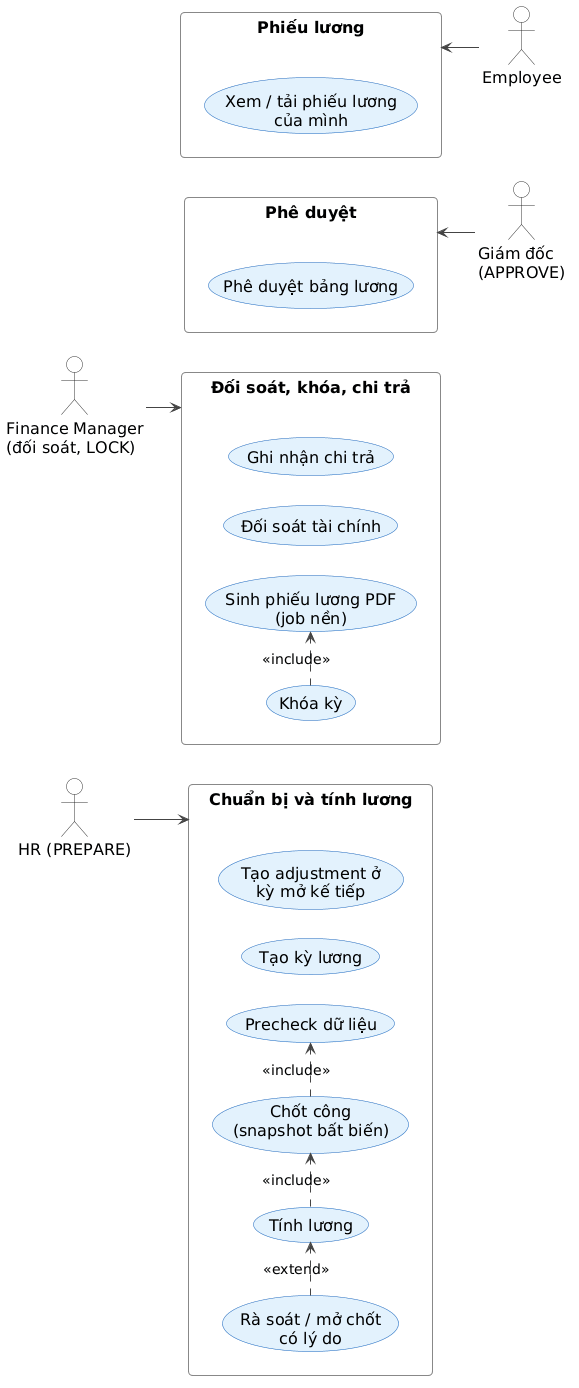 Phiếu lương
Employee
Xem / tải phiếu lương
của mình
Phê duyệt
Giám đốc
(APPROVE)
Phê duyệt bảng lương
Đối soát, khóa, chi trả
Finance Manager
(đối soát, LOCK)
Ghi nhận chi trả
Đối soát tài chính
Sinh phiếu lương PDF
(job nền)
«include»
Khóa kỳ
Chuẩn bị và tính lương
HR (PREPARE)
Tạo adjustment ở
kỳ mở kế tiếp
Tạo kỳ lương
Precheck dữ liệu
«include»
Chốt công
(snapshot bất biến)
«include»
Tính lương
«extend»
Rà soát / mở chốt
có lý do